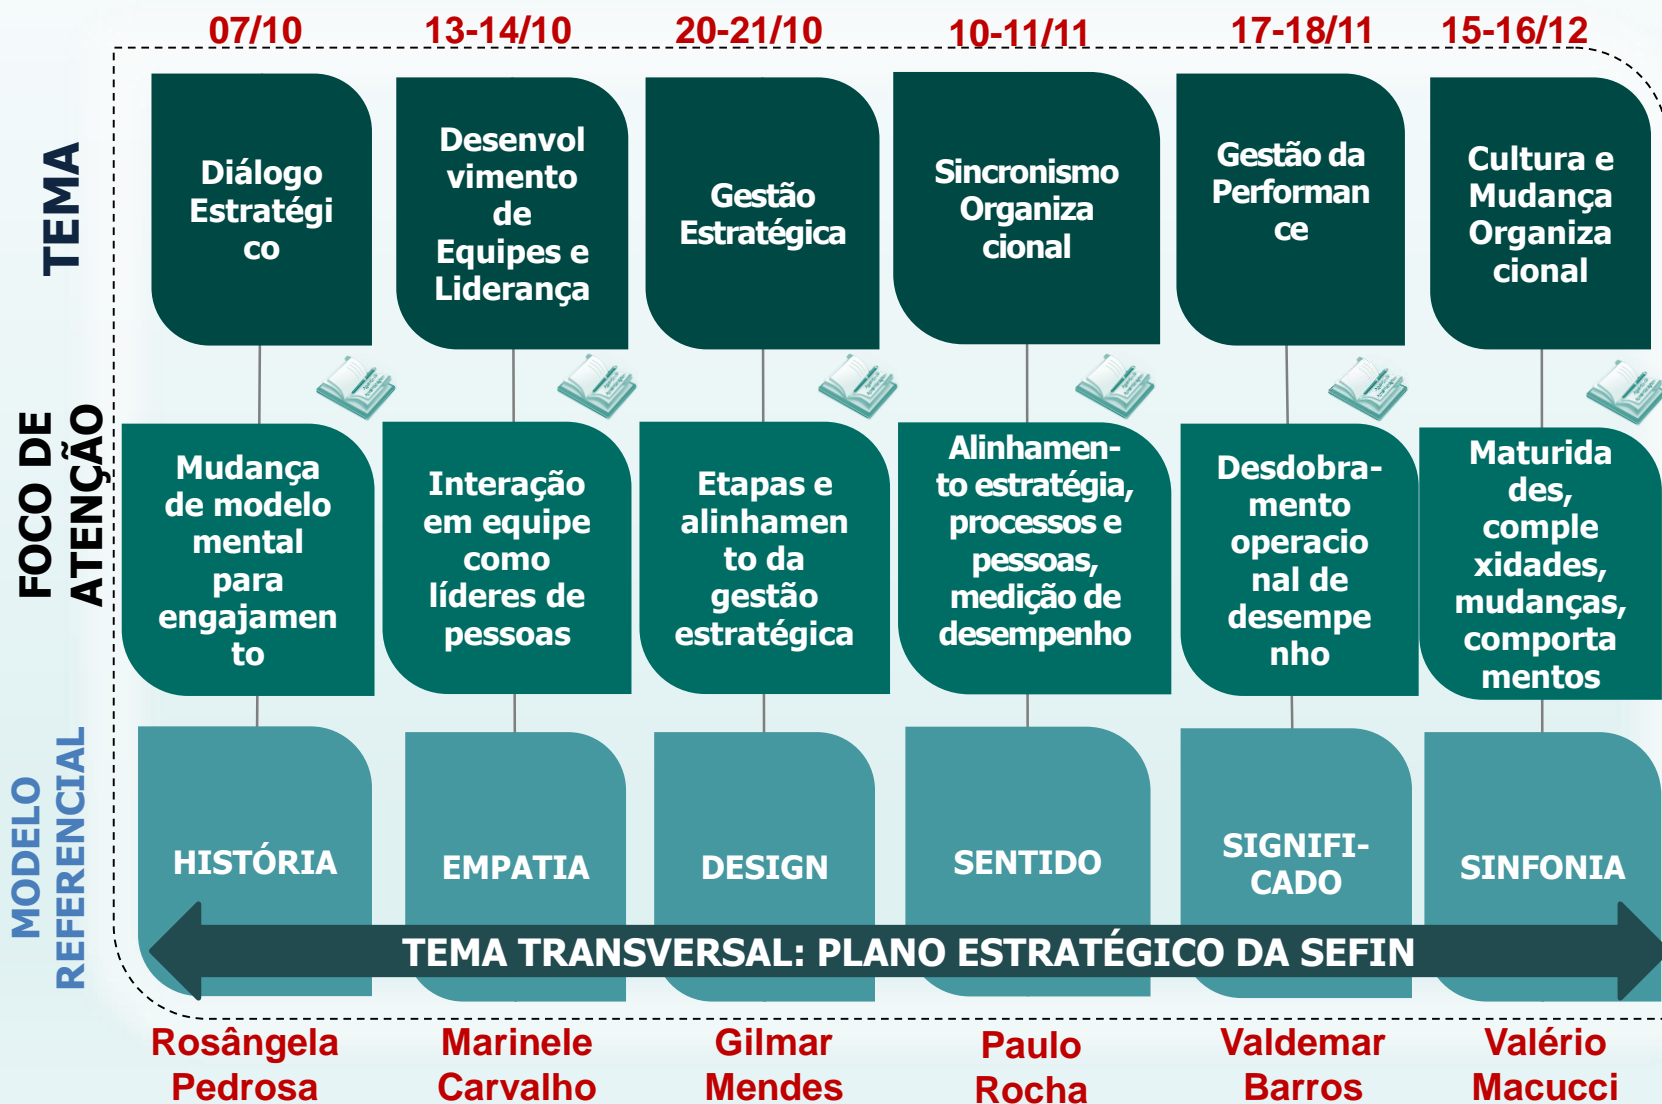 07/10
13-14/10
20-21/10
10-11/11
17-18/11
15-16/12
TEMA
Diálogo
Estratégi
co
Desenvol
vimento
de
Equipes e
Liderança
Gestão
Estratégica
Sincronismo
Organiza
cional
Gestão da
Performan
ce
Cultura e
Mudança
Organiza
cional
FOCO DE
ATENÇÃO
Mudança
de modelo
mental
para
engajamen
to
Interação
em equipe
como
líderes de
pessoas
Etapas e
alinhamen
to da
gestão
estratégica
Alinhamen-
to estratégia,
processos e
pessoas,
medição de
desempenho
Desdobra-
mento
operacio
nal de
desempe
nho
Maturida
des,
comple
xidades,
mudanças,
comporta
mentos
MODELO
REFERENCIAL
HISTÓRIA
EMPATIA
DESIGN
SENTIDO
SIGNIFI-
CADO
SINFONIA
TEMA TRANSVERSAL: PLANO ESTRATÉGICO DA SEFIN
Rosângela
Pedrosa
Marinele
Carvalho
Gilmar
Mendes
Paulo
Rocha
Valdemar
Barros
Valério
Macucci